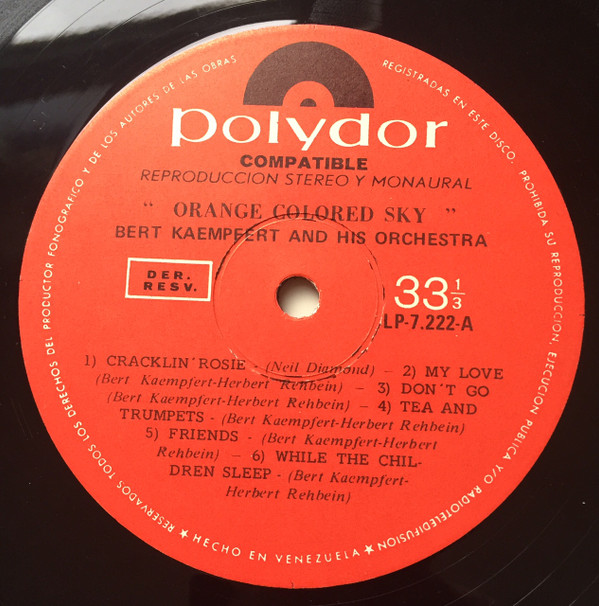 polydor
COMPATIBLE
REPRODUCCION STEREO Y MONAURAL
" ORANGE COLORED SKY "
BERT KAEMPFERT AND HIS ORCHESTRA
DER.
RESV.
33 1/3
LP-7.222-A
1) CRACKLIN' ROSIE - (Neil Diamond) - 2) MY LOVE
(Bert Kaempfert-Herbert Rehbein) - 3) DON'T GO
(Bert Kaempfert-Herbert Rehbein) - 4) TEA AND
TRUMPETS - (Bert Kaempfert-Herbert Rehbein)
5) FRIENDS - (Bert Kaempfert-Herbert
Rehbein) - 6) WHILE THE CHIL-
DREN SLEEP - (Bert Kaempfert-
Herbert Rehbein)
★ RESERVADOS TODOS LOS DERECHOS DEL PRODUCTOR FONOGRAFICO Y DE LOS AUTORES DE LAS OBRAS REGISTRADAS EN ESTE DISCO, PROHIBIDA SU REPRODUCCION, EJECUCION PUBLICA Y/O RADIOTELEDIFUSION ★
HECHO EN VENEZUELA